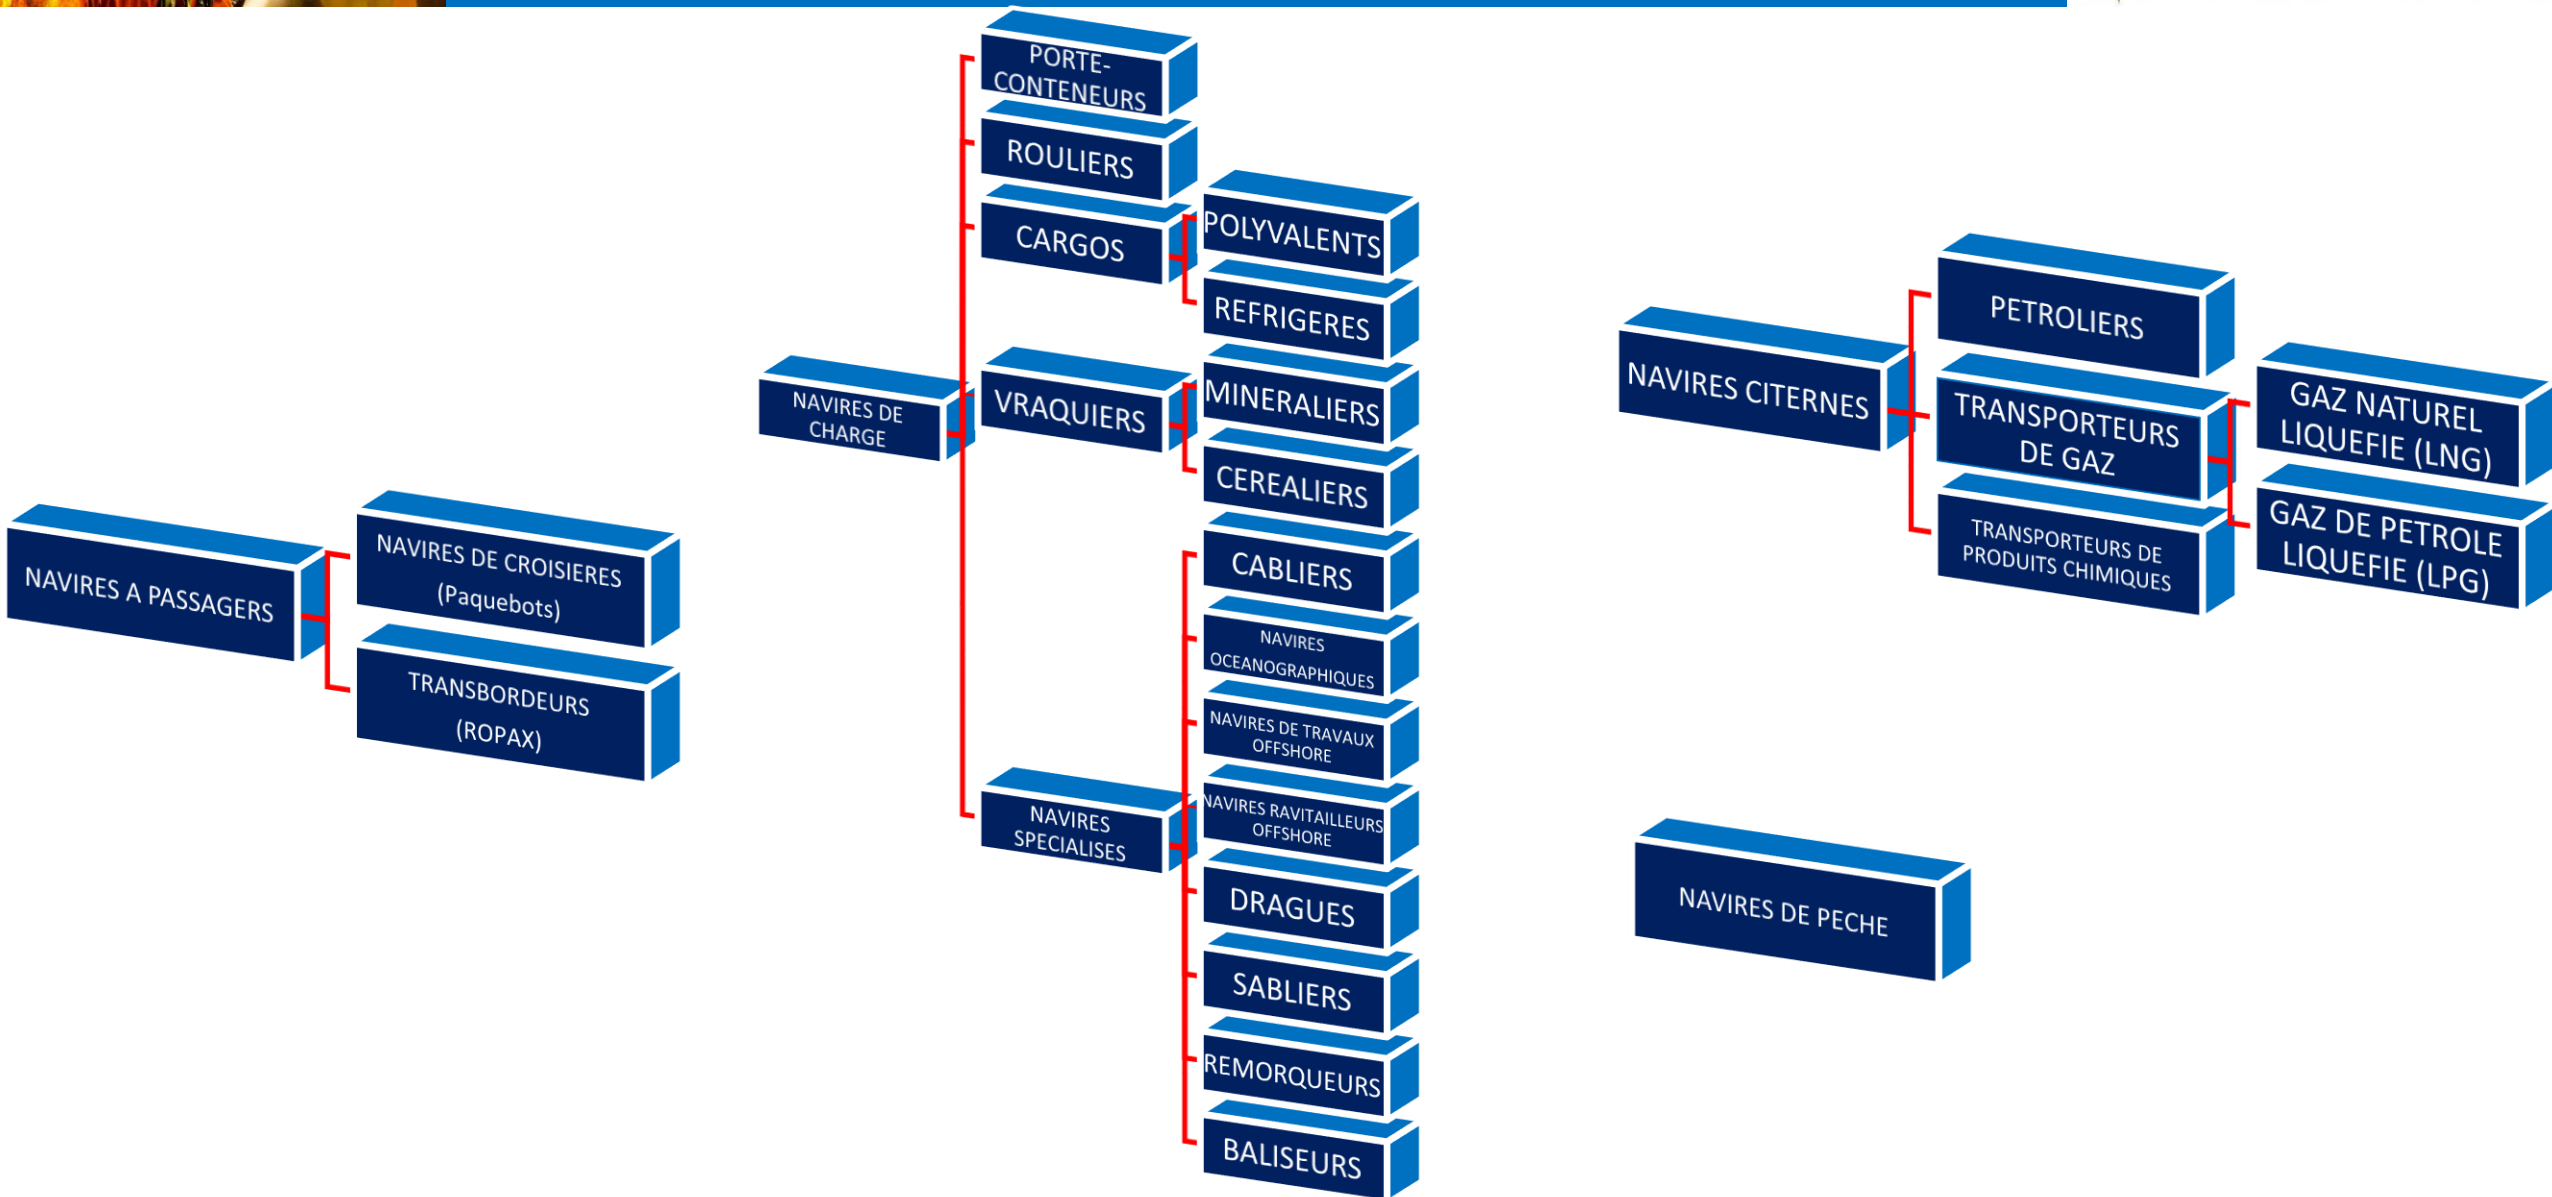 NAVIRES A PASSAGERS
NAVIRES DE CROISIERES
(Paquebots)
TRANSBORDEURS
(ROPAX)
NAVIRES DE
CHARGE
PORTE-
CONTENEURS
ROULIERS
CARGOS
POLYVALENTS
REFRIGERES
VRAQUIERS
MINERALIERS
CEREALIERS
NAVIRES
SPECIALISES
CABLIERS
NAVIRES
OCEANOGRAPHIQUES
NAVIRES DE TRAVAUX
OFFSHORE
NAVIRES RAVITAILLEURS
OFFSHORE
DRAGUES
SABLIERS
REMORQUEURS
BALISEURS
NAVIRES CITERNES
PETROLIERS
TRANSPORTEURS
DE GAZ
GAZ NATUREL
LIQUEFIE (LNG)
GAZ DE PETROLE
LIQUEFIE (LPG)
TRANSPORTEURS DE
PRODUITS CHIMIQUES
NAVIRES DE PECHE